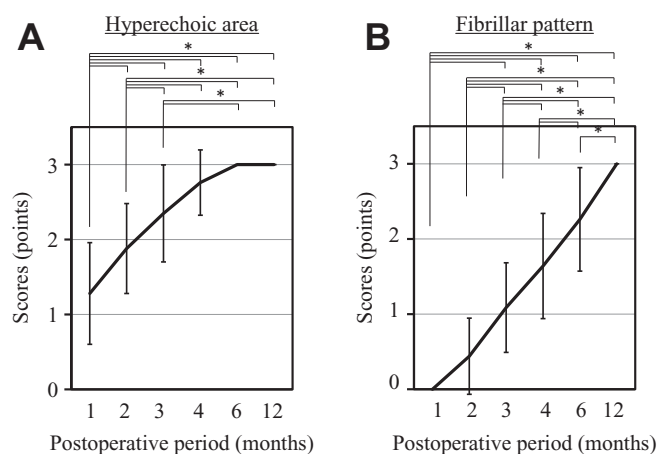 A
Hyperechoic area
*
*
*
3
2
1
0
Scores (points)
1 2 3 4 6 12
Postoperative period (months)
B
Fibrillar pattern
*
*
*
*
*
3
2
1
0
Scores (points)
1 2 3 4 6 12
Postoperative period (months)